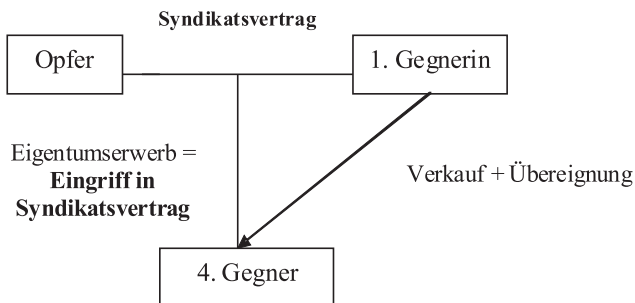 Syndikatsvertrag
Opfer
1. Gegnerin
Eigentumserwerb =
Eingriff in
Syndikatsvertrag
Verkauf + Übereignung
4. Gegner